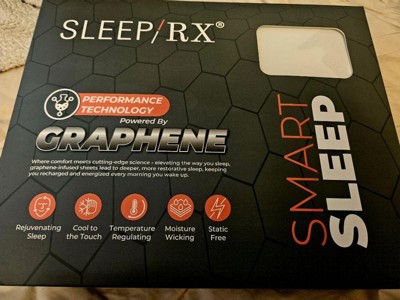 SLEEP/RX®
PERFORMANCE
TECHNOLOGY
Powered By
GRAPHENE
Where comfort meets cutting-edge science - elevating the way you sleep,
graphene-infused sheets lead to deeper, more restorative sleep, keeping
you recharged and energized every morning you wake up.
Rejuvenating
Sleep
Cool to
the Touch
Temperature
Regulating
Moisture
Wicking
Static
Free
SMART
SLEEP